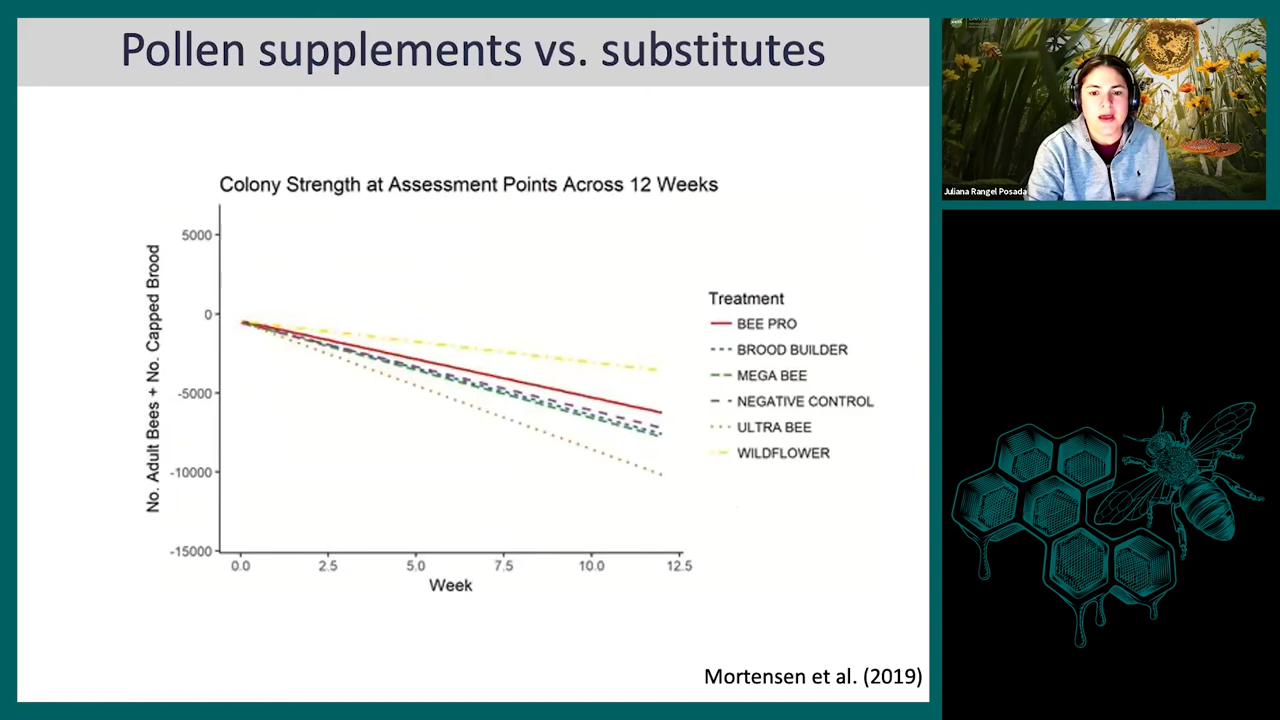 Pollen supplements vs. substitutes
Juliana Rangel Posada
Colony Strength at Assessment Points Across 12 Weeks
No. Adult Bees + No. Capped Brood
5000
0
-5000
-10000
-15000
0.0 2.5 5.0 7.5 10.0 12.5
Week
Treatment
BEE PRO
BROOD BUILDER
MEGA BEE
NEGATIVE CONTROL
ULTRA BEE
WILDFLOWER
Mortensen et al. (2019)